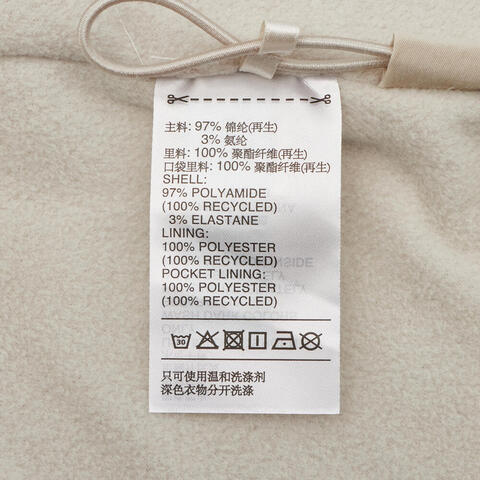 主料: 97% 锦纶(再生)
3% 氨纶
里料: 100% 聚酯纤维(再生)
口袋里料: 100% 聚酯纤维(再生)
SHELL:
97% POLYAMIDE
(100% RECYCLED)
3% ELASTANE
LINING:
100% POLYESTER
(100% RECYCLED)
POCKET LINING:
100% POLYESTER
(100% RECYCLED)
30
只可使用温和洗涤剂
深色衣物分开洗涤